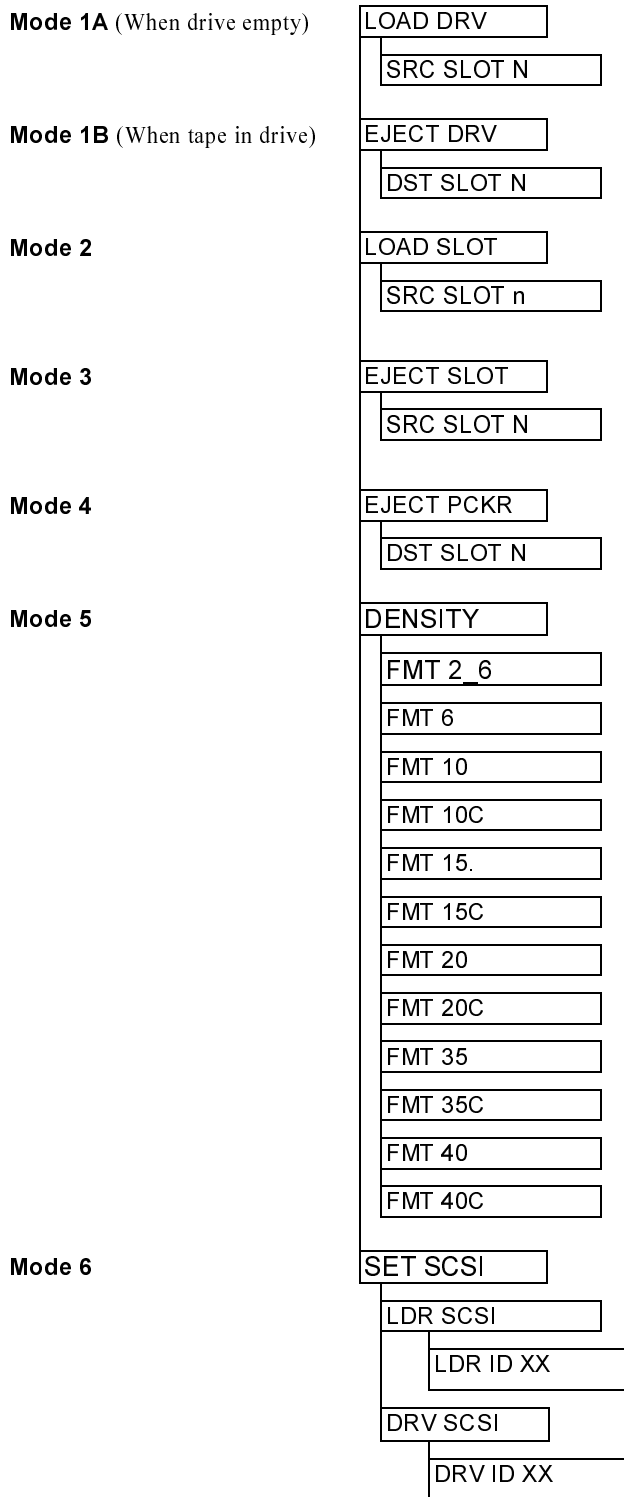 Mode 1A (When drive empty) LOAD DRV
SRC SLOT N
Mode 1B (When tape in drive) EJECT DRV
DST SLOT N
Mode 2 LOAD SLOT
SRC SLOT n
Mode 3 EJECT SLOT
SRC SLOT N
Mode 4 EJECT PCKR
DST SLOT N
Mode 5 DENSITY
FMT 2_6
FMT 6
FMT 10
FMT 10C
FMT 15.
FMT 15C
FMT 20
FMT 20C
FMT 35
FMT 35C
FMT 40
FMT 40C
Mode 6 SET SCSI
LDR SCSI
LDR ID XX
DRV SCSI
DRV ID XX